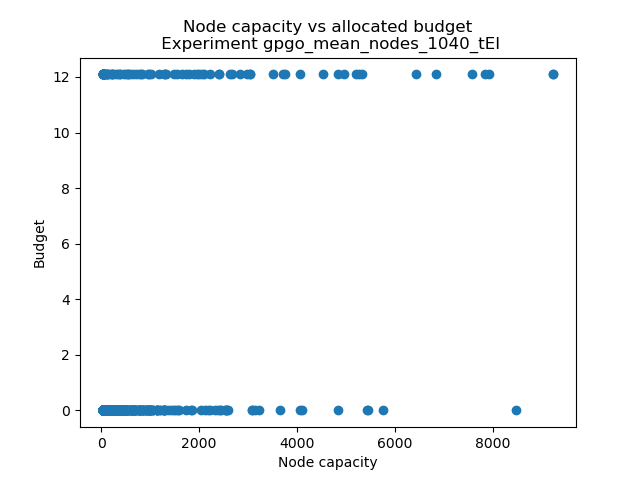 Node capacity vs allocated budget
Experiment gpgo_mean_nodes_1040_tEI
12
10
8
6
4
2
0
Budget
0 2000 4000 6000 8000
Node capacity